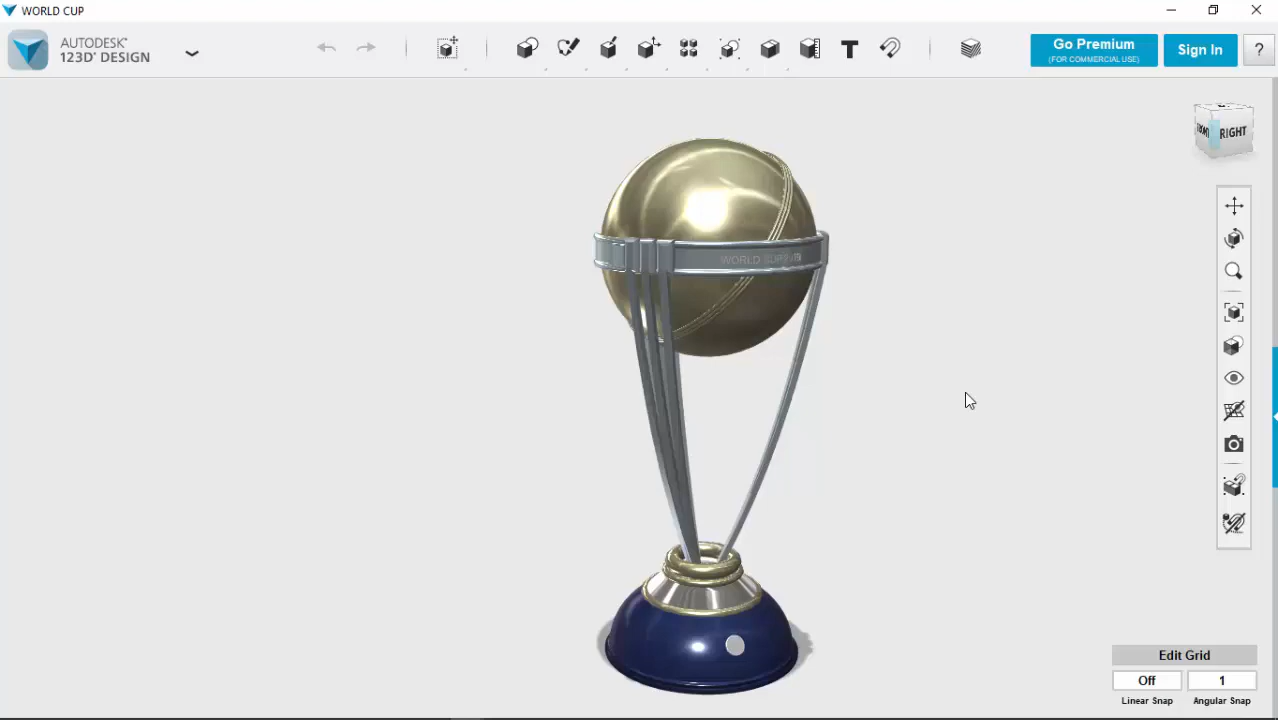 WORLD CUP
AUTODESK®
123D® DESIGN
Go Premium
(FOR COMMERCIAL USE)
Sign In
?
RIGHT
WORLD
Edit Grid
Off
1
Linear Snap
Angular Snap